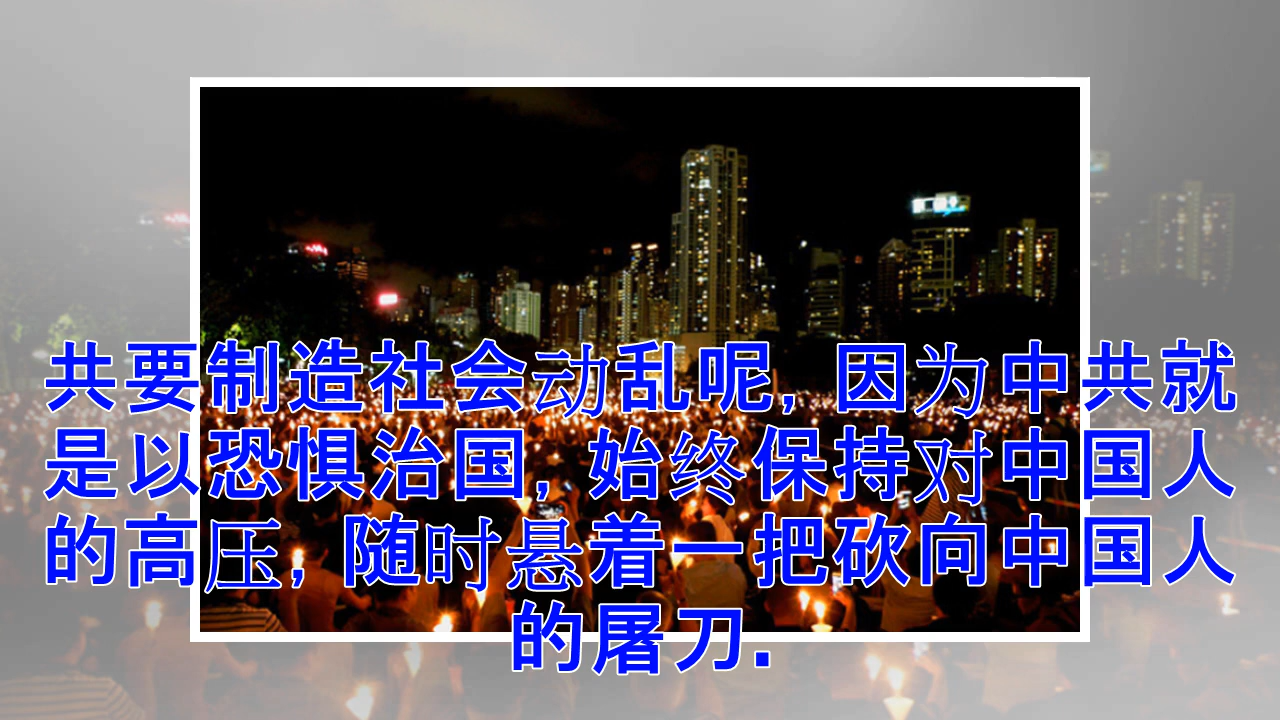 共要制造社会动乱呢, 因为中共就
是以恐惧治国, 始终保持对中国人
的高压, 随时悬着一把砍向中国人
的屠刀.